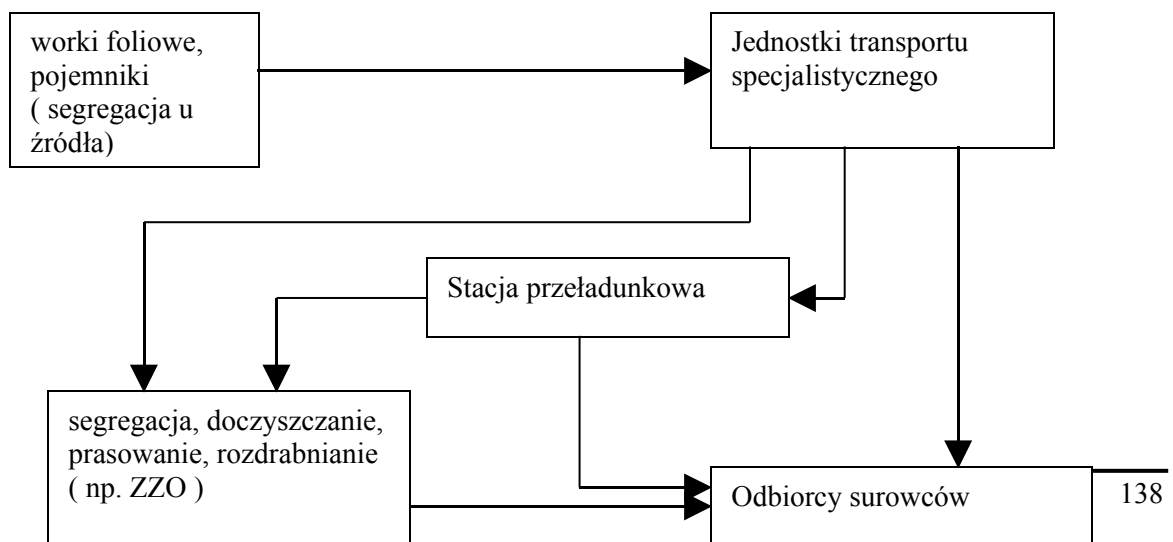 worki foliowe,
pojemniki
( segregacja u
źródła)
Jednostki transportu
specjalistycznego
Stacja przeładunkowa
segregacja, doczyszczanie,
prasowanie, rozdrabnianie
( np. ZZO )
Odbiorcy surowców
138